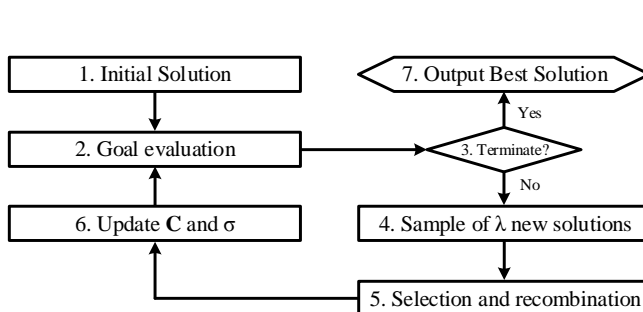 1. Initial Solution
2. Goal evaluation
3. Terminate?
Yes
7. Output Best Solution
No
4. Sample of λ new solutions
5. Selection and recombination
6. Update C and σ